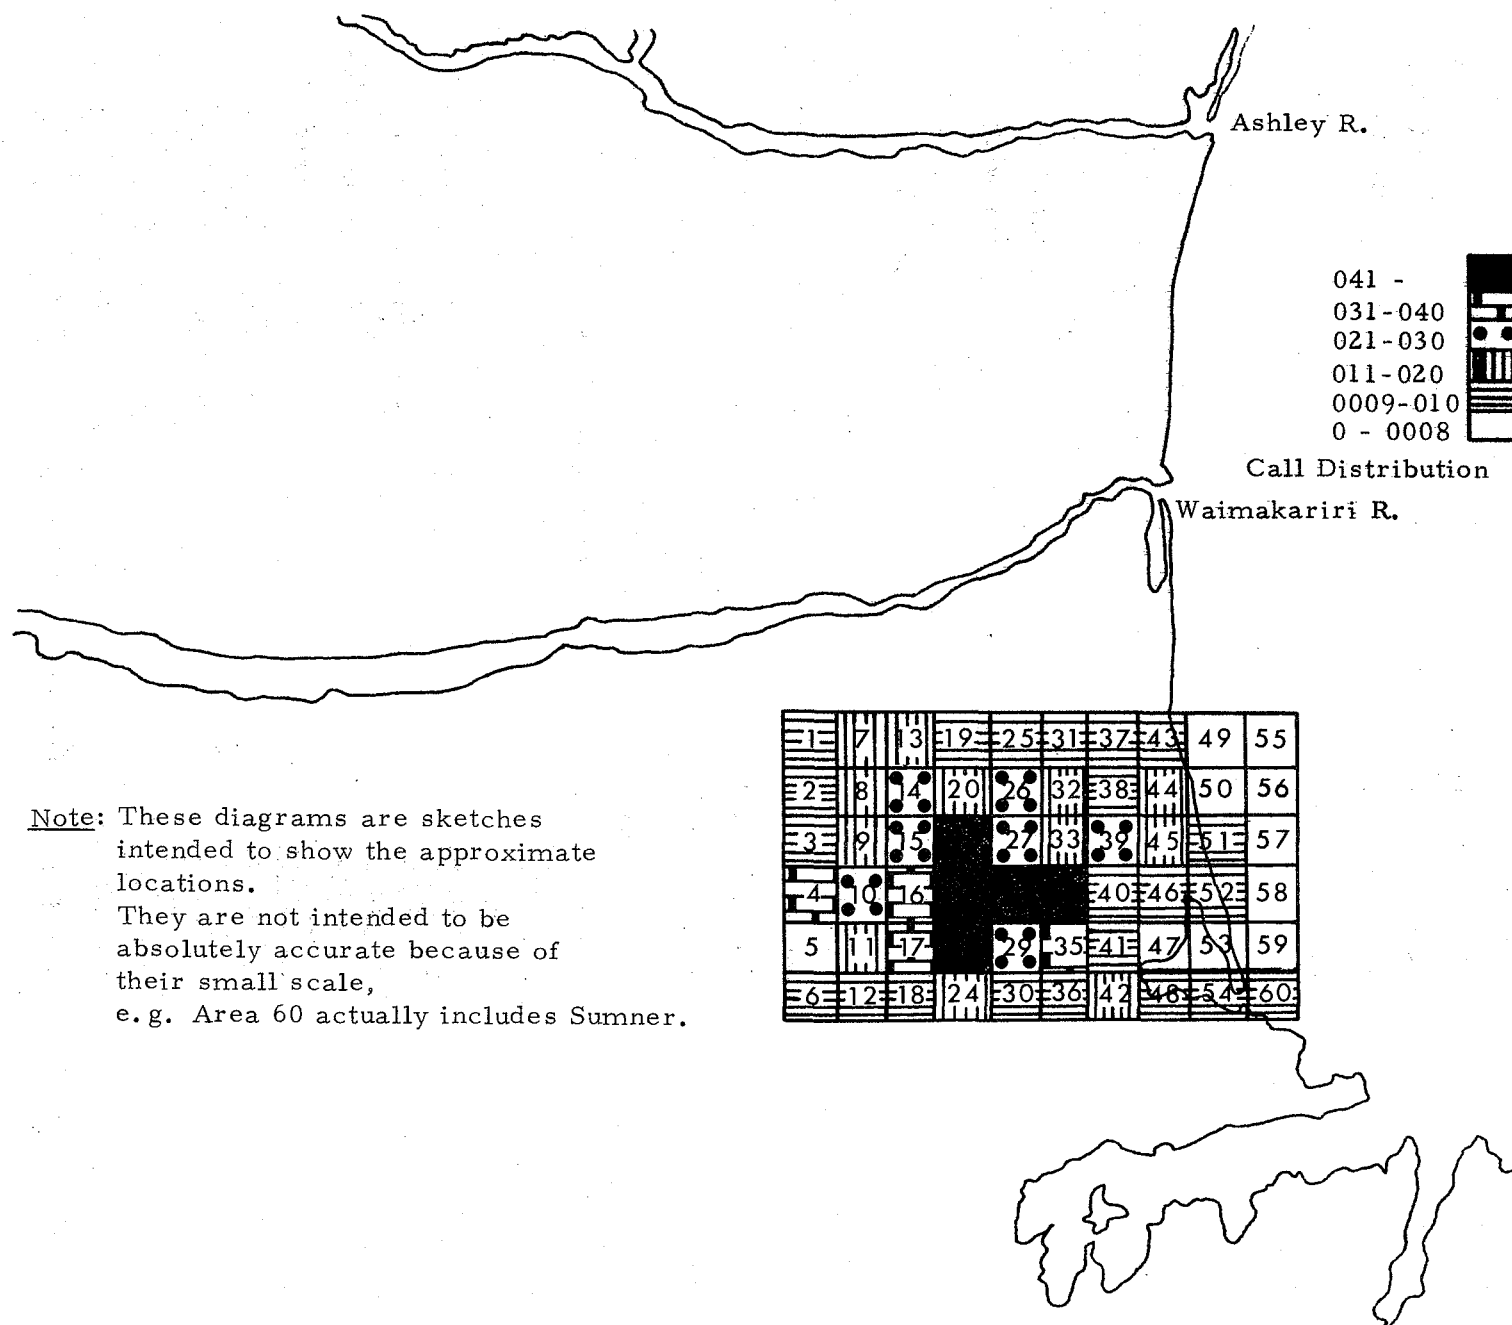 Ashley R.
041 -
031-040
021-030
011-020
0009-010
0 - 0008
Call Distribution
Waimakariri R.
1 7 13 19 25 31 37 43 49 55
2 8 14 20 26 32 38 44 50 56
3 9 15 27 33 39 45 51 57
4 10 16 40 46 52 58
5 11 17 29 35 41 47 53 59
6 12 18 24 30 36 42 48 54 60
Note: These diagrams are sketches
intended to show the approximate
locations.
They are not intended to be
absolutely accurate because of
their small scale,
e.g. Area 60 actually includes Sumner.